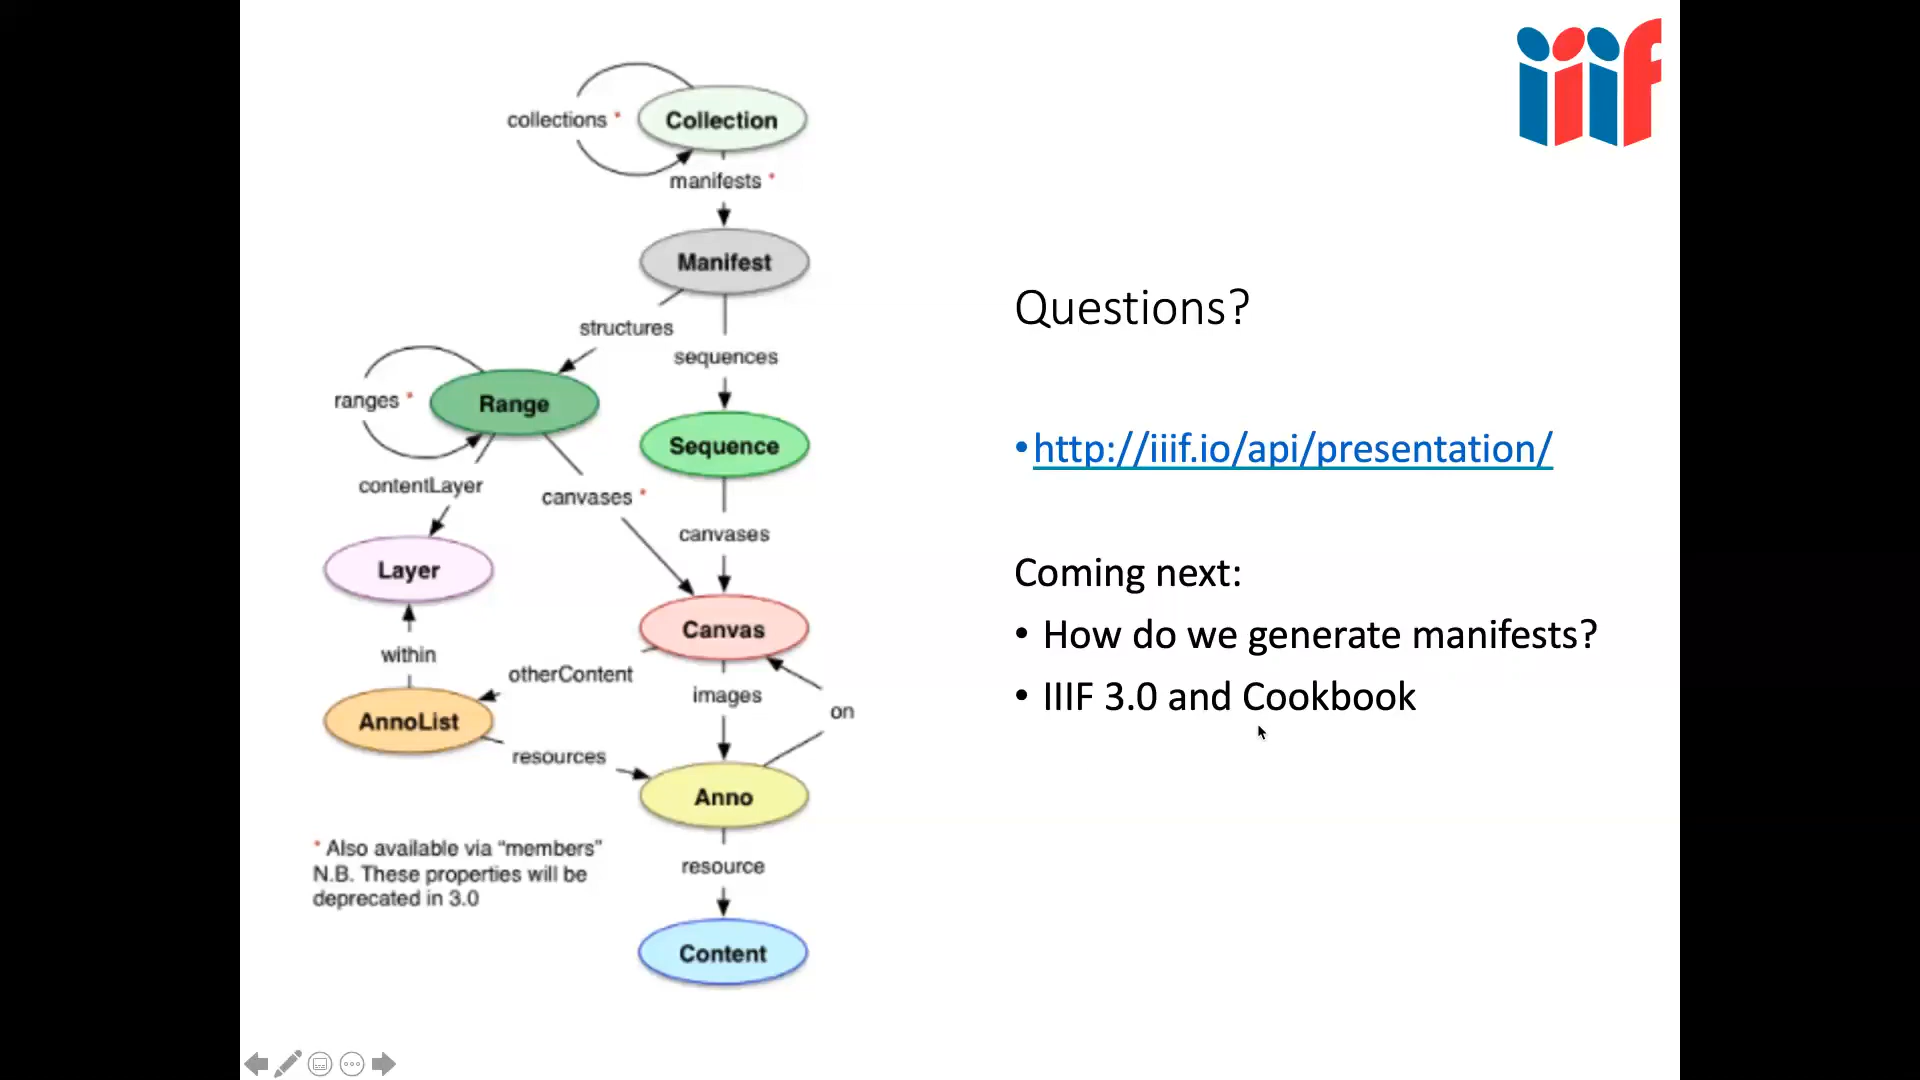 iiif
collections *
Collection
manifests *
Manifest
structures
sequences
ranges *
Range
Sequence
contentLayer
canvases *
canvases
Layer
Canvas
within
otherContent
images
on
AnnoList
resources
Anno
* Also available via “members”
N.B. These properties will be
deprecated in 3.0
resource
Content
Questions?
•http://iiif.io/api/presentation/
Coming next:
• How do we generate manifests?
• IIIF 3.0 and Cookbook